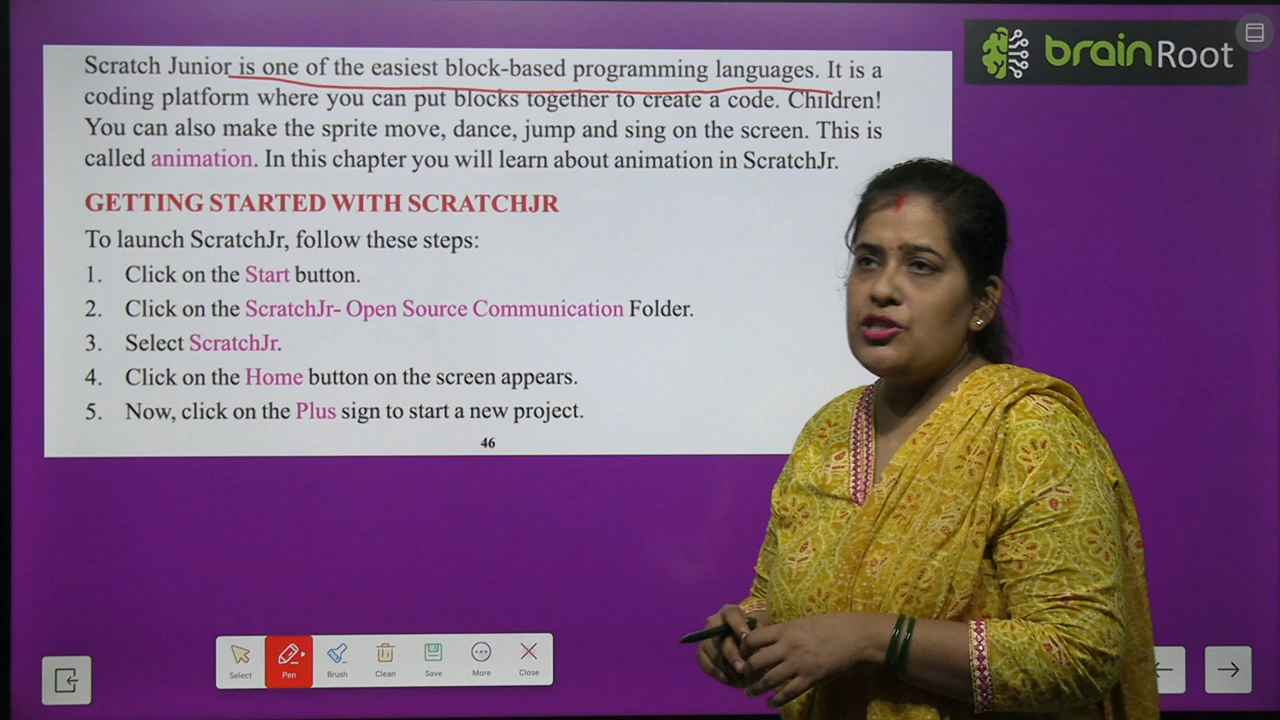 Scratch Junior is one of the easiest block-based programming languages. It is a
coding platform where you can put blocks together to create a code. Children!
You can also make the sprite move, dance, jump and sing on the screen. This is
called animation. In this chapter you will learn about animation in ScratchJr.
GETTING STARTED WITH SCRATCHJR
To launch ScratchJr, follow these steps:
1. Click on the Start button.
2. Click on the ScratchJr- Open Source Communication Folder.
3. Select ScratchJr.
4. Click on the Home button on the screen appears.
5. Now, click on the Plus sign to start a new project.
46
brainRoot
Select Pen Brush Clean Save More Close